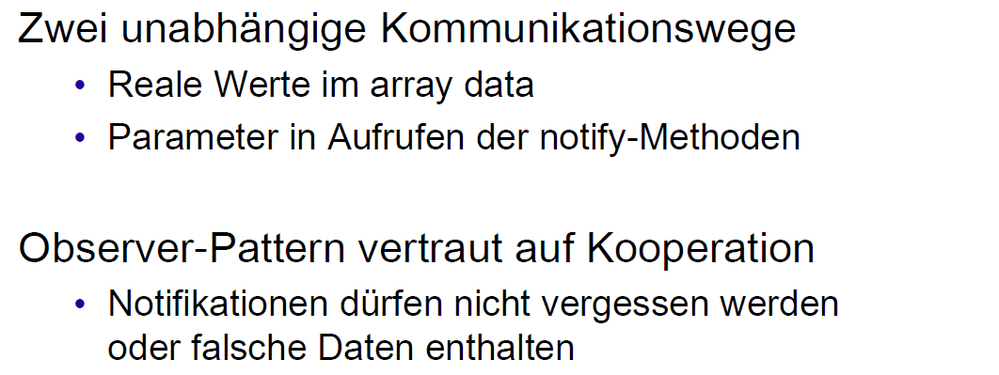 Zwei unabhängige Kommunikationswege
• Reale Werte im array data
• Parameter in Aufrufen der notify-Methoden
Observer-Pattern vertraut auf Kooperation
• Notifikationen dürfen nicht vergessen werden
oder falsche Daten enthalten